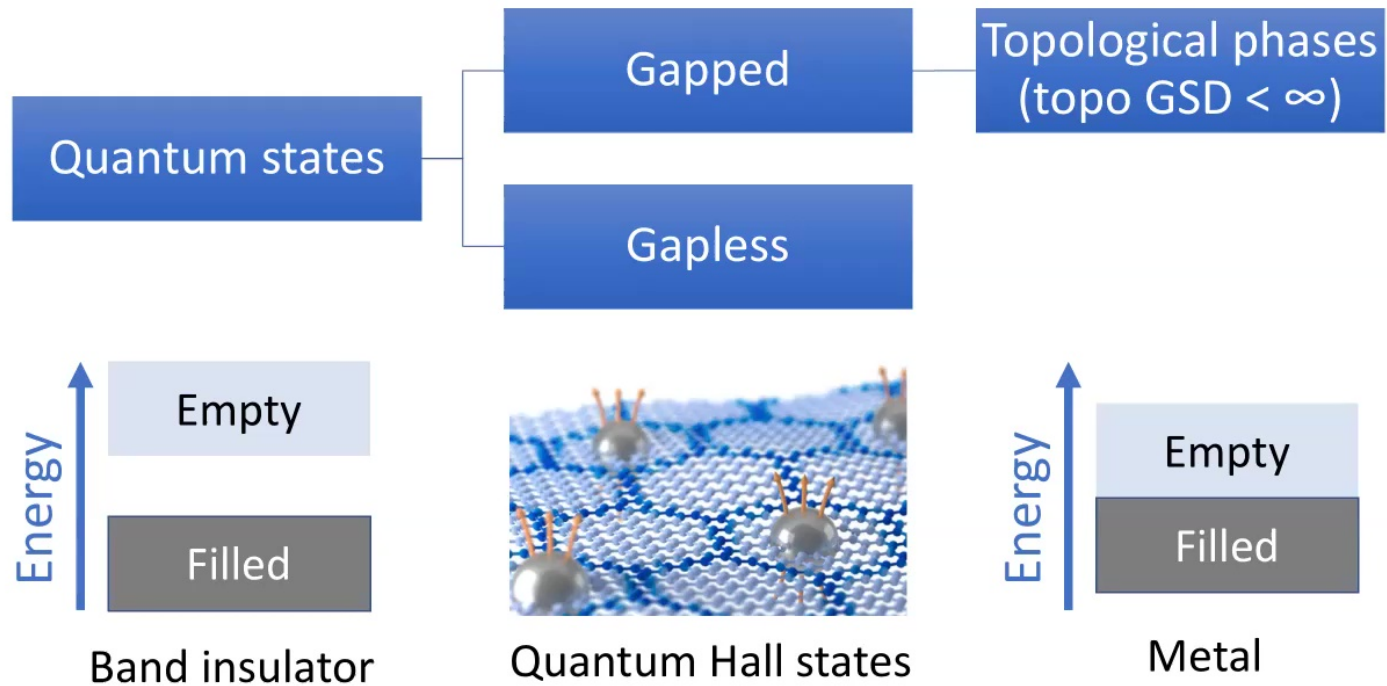 Quantum states
Gapped
Gapless
Topological phases
(topo GSD < ∞)
Energy
Empty
Filled
Band insulator
Quantum Hall states
Energy
Empty
Filled
Metal